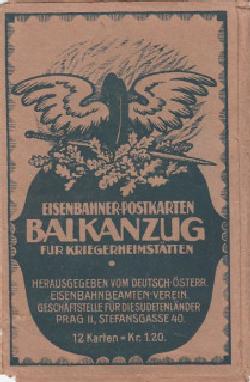 EISENBAHNER-POSTKARTEN
BALKANZUG
FÜR KRIEGERHEIMSTÄTTEN
HERAUSGEGEBEN VOM DEUTSCH-ÖSTERR.
EISENBAHNBEAMTEN-VEREIN.
GESCHÄFTSTELLE FÜR DIE SUDETENLÄNDER
PRAG II, STEFANSGASSE 40.
12 Karten - Kr. 1.20.